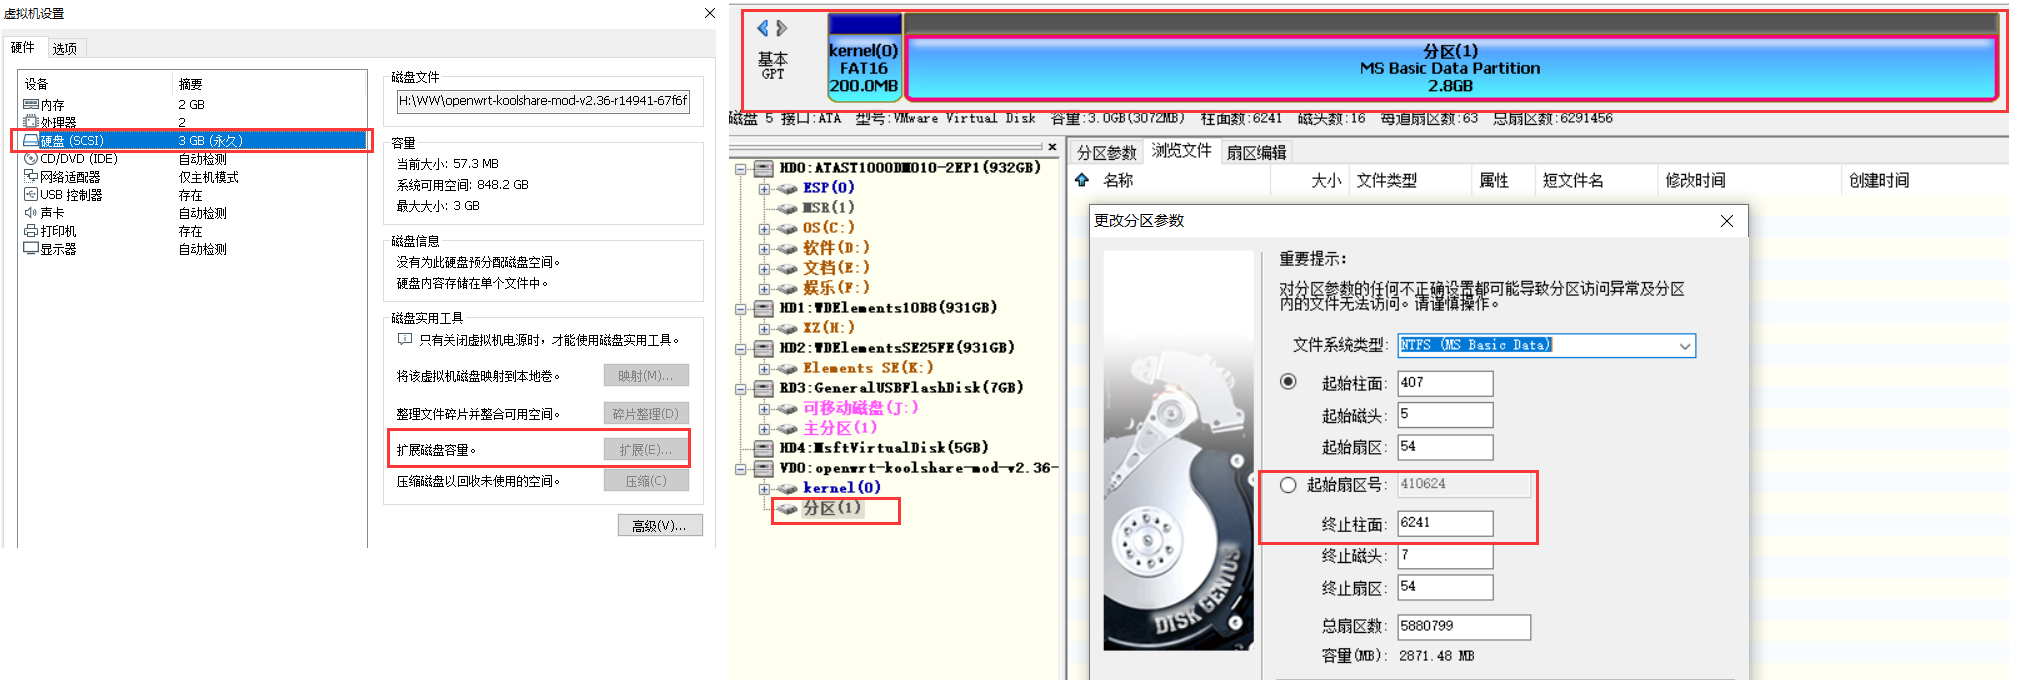 虚拟机设置
硬件 选项
设备 摘要
内存 2 GB
处理器 2
硬盘 (SCSI) 3 GB (永久)
CD/DVD (IDE) 自动检测
网络适配器 仅主机模式
USB 控制器 存在
声卡 自动检测
打印机 存在
显示器 自动检测
磁盘文件
H:\WW\openwrt-koolshare-mod-v2.36-r14941-67f6f
容量
当前大小: 57.3 MB
系统可用空间: 848.2 GB
最大大小: 3 GB
磁盘信息
没有为此硬盘预分配磁盘空间。
硬盘内容存储在单个文件中。
磁盘实用工具
只有关闭虚拟机电源时，才能使用磁盘实用工具。
将该虚拟机磁盘映射到本地卷。 映射(M)...
整理文件碎片并整合可用空间。 碎片整理(D)
扩展磁盘容量。 扩展(E)...
压缩磁盘以回收未使用的空间。 压缩(C)
高级(V)...
基本
GPT
kernel(0)
FAT16
200.0MB
分区(1)
MS Basic Data Partition
2.8GB
磁盘 5 接口:ATA 型号:VMware Virtual Disk 容量:3.0GB(3072MB) 柱面数:6241 磁头数:16 每道扇区数:63 总扇区数:6291456
HD0:ATAST1000DM010-2EP1(932GB)
ESP(0)
MSR(1)
OS(C:)
软件(D:)
文档(E:)
娱乐(F:)
HD1:WDElements10B8(931GB)
XZ(H:)
HD2:WDElementsSE25FE(931GB)
Elements SE(K:)
RD3:GeneralUSBFlashDisk(7GB)
可移动磁盘(J:)
主分区(1)
HD4:MsftVirtualDisk(5GB)
VD0:openwrt-koolshare-mod-v2.36-
kernel(0)
分区(1)
分区参数 浏览文件 扇区编辑
名称 大小 文件类型 属性 短文件名 修改时间 创建时间
更改分区参数
重要提示:
对分区参数的任何不正确设置都可能导致分区访问异常及分区
内的文件无法访问。请谨慎操作。
文件系统类型: NTFS (MS Basic Data)
起始柱面: 407
起始磁头: 5
起始扇区: 54
起始扇区号: 410624
终止柱面: 6241
终止磁头: 7
终止扇区: 54
总扇区数: 5880799
容量(MB): 2871.48 MB
DISK GENIUS